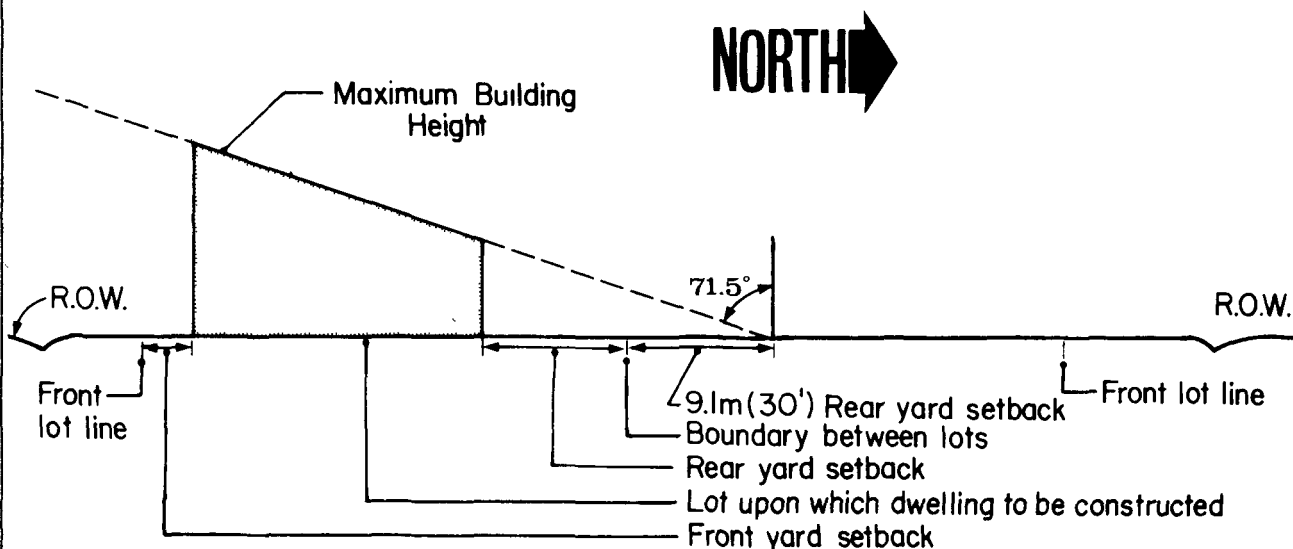 NORTH
Maximum Building
Height
71.5°
R.O.W.
R.O.W.
Front
lot line
9.1m (30') Rear yard setback
Front lot line
Boundary between lots
Rear yard setback
Lot upon which dwelling to be constructed
Front yard setback